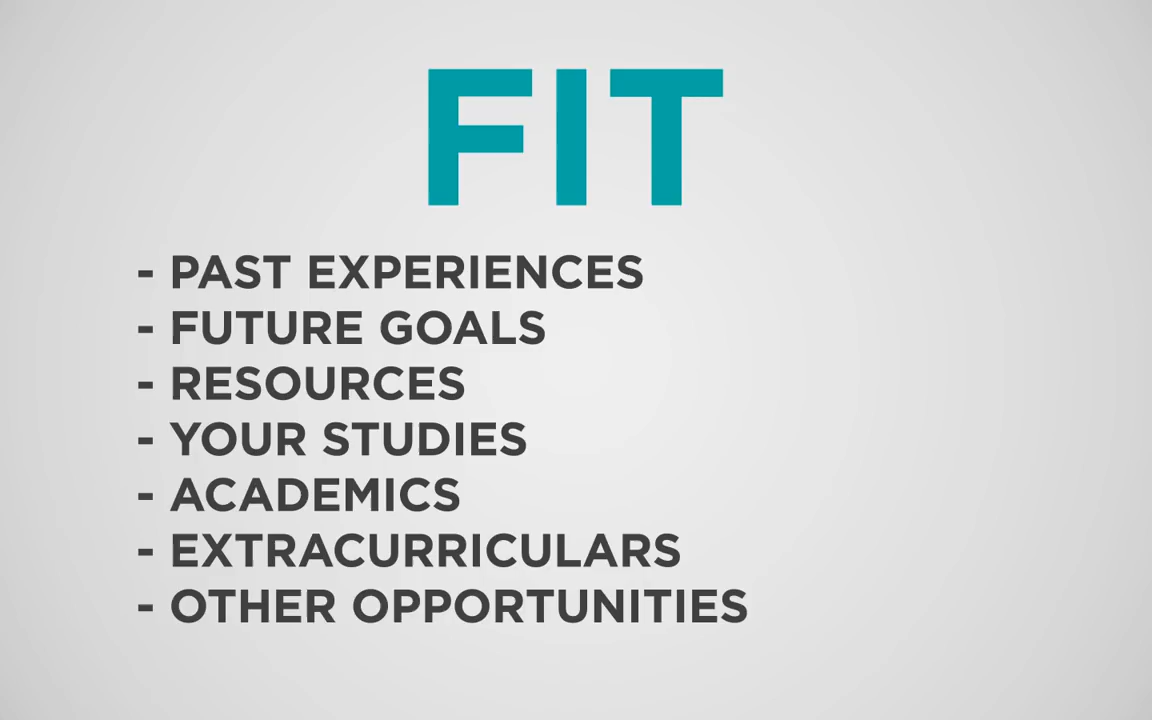 FIT
- PAST EXPERIENCES
- FUTURE GOALS
- RESOURCES
- YOUR STUDIES
- ACADEMICS
- EXTRACURRICULARS
- OTHER OPPORTUNITIES